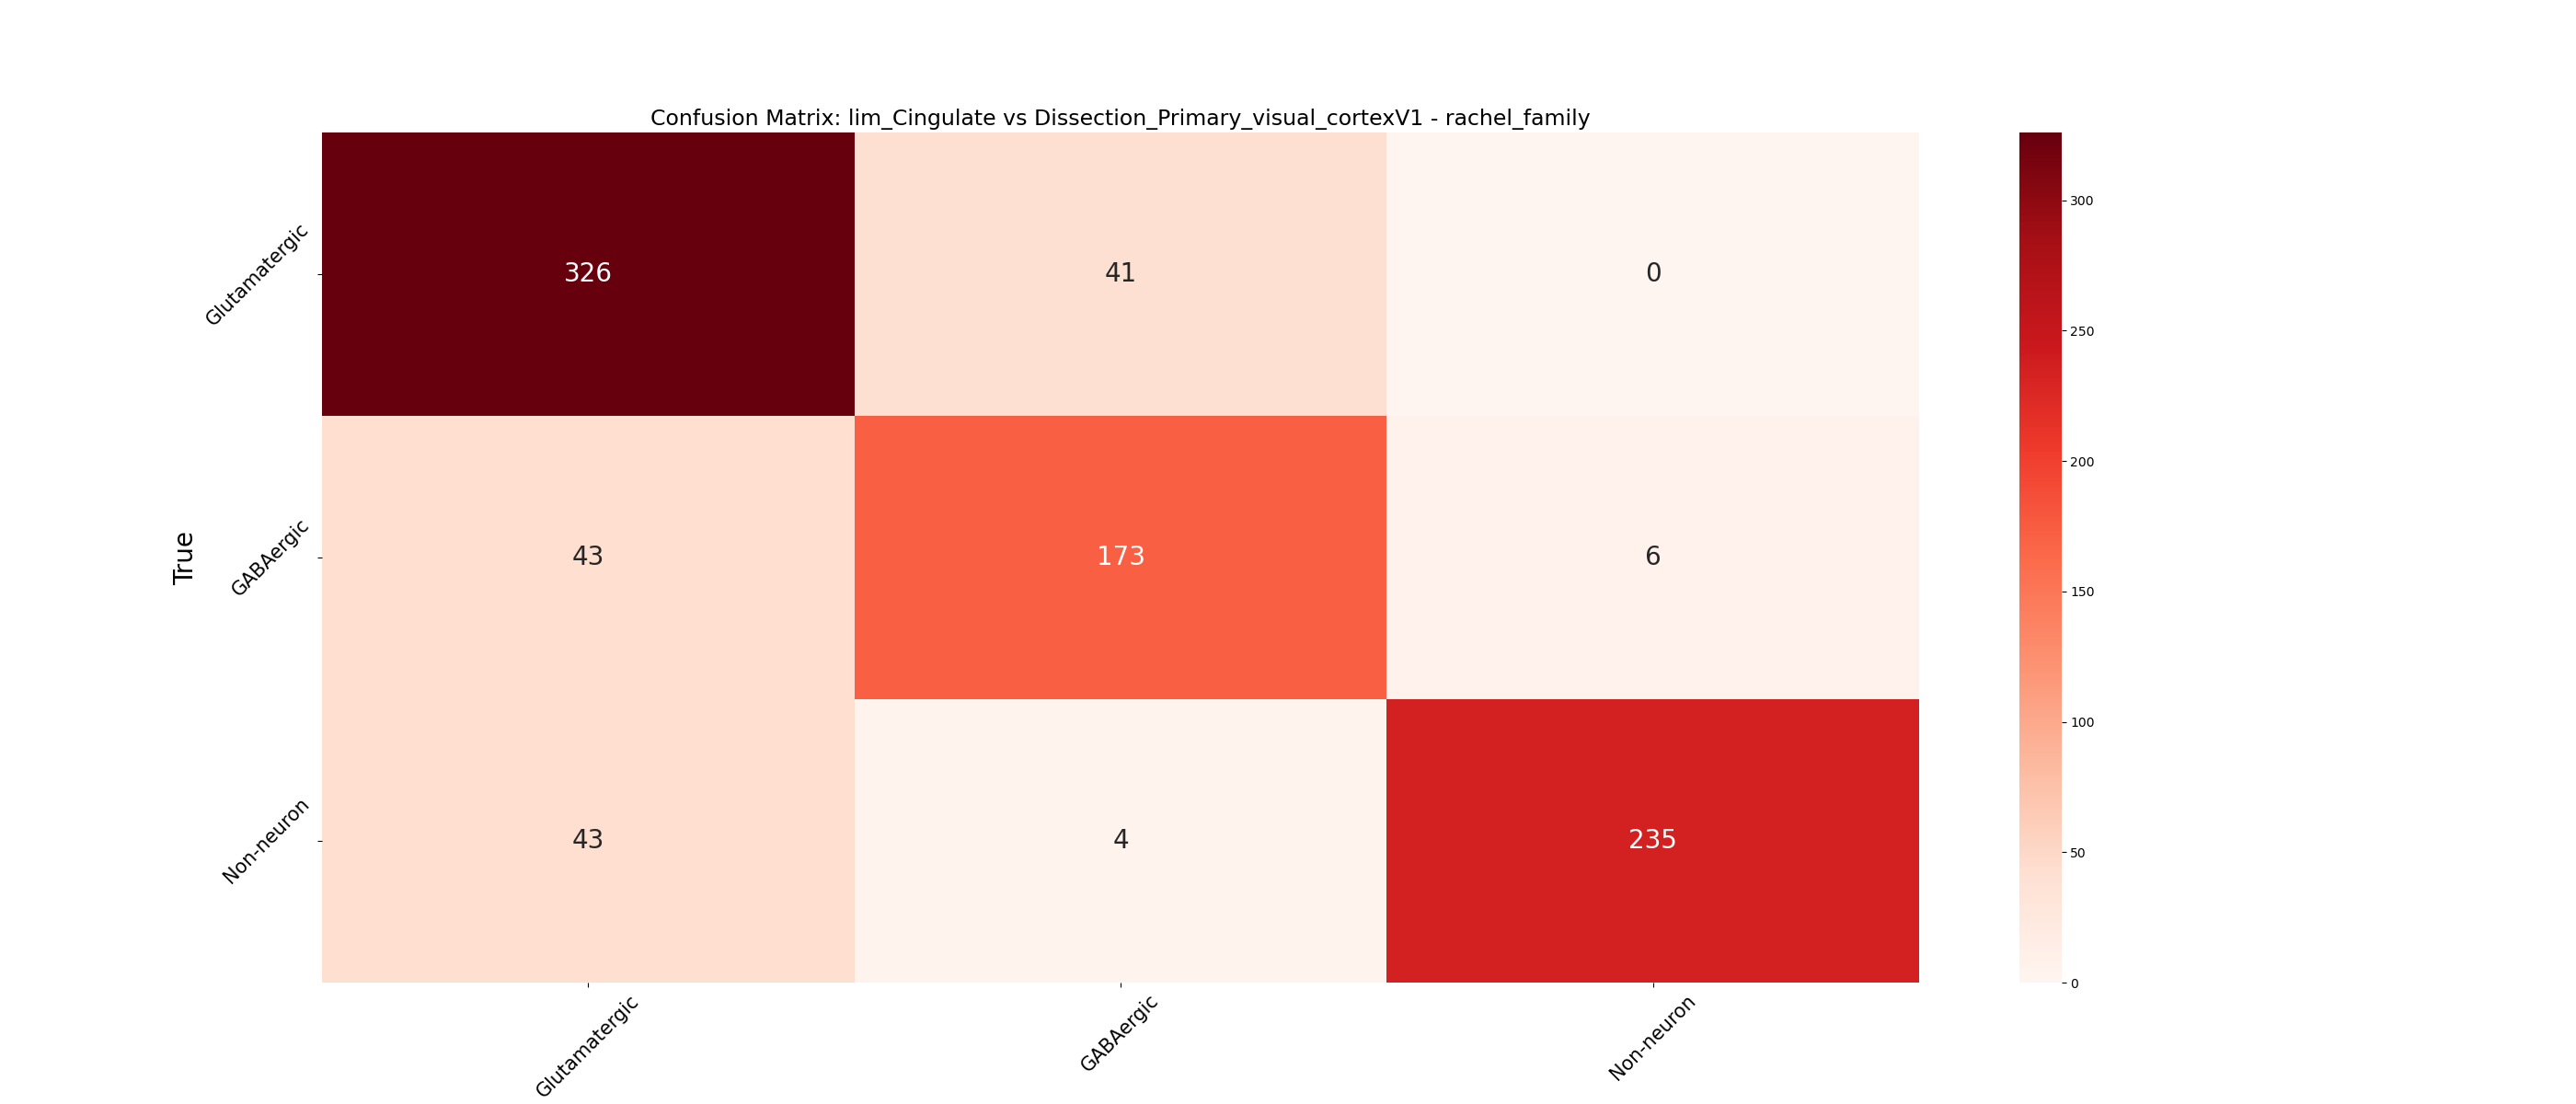 Confusion Matrix: lim_Cingulate vs Dissection_Primary_visual_cortexV1 - rachel_family
True
Glutamatergic
326 41 0
GABAergic
43 173 6
Non-neuron
43 4 235
Glutamatergic GABAergic Non-neuron
300
250
200
150
100
50
0